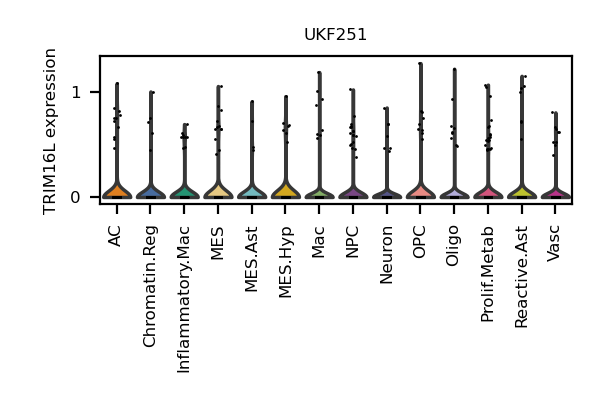 UKF251
TRIM16L expression
1
0
AC
Chromatin.Reg
Inflammatory.Mac
MES
MES.Ast
MES.Hyp
Mac
NPC
Neuron
OPC
Oligo
Prolif.Metab
Reactive.Ast
Vasc